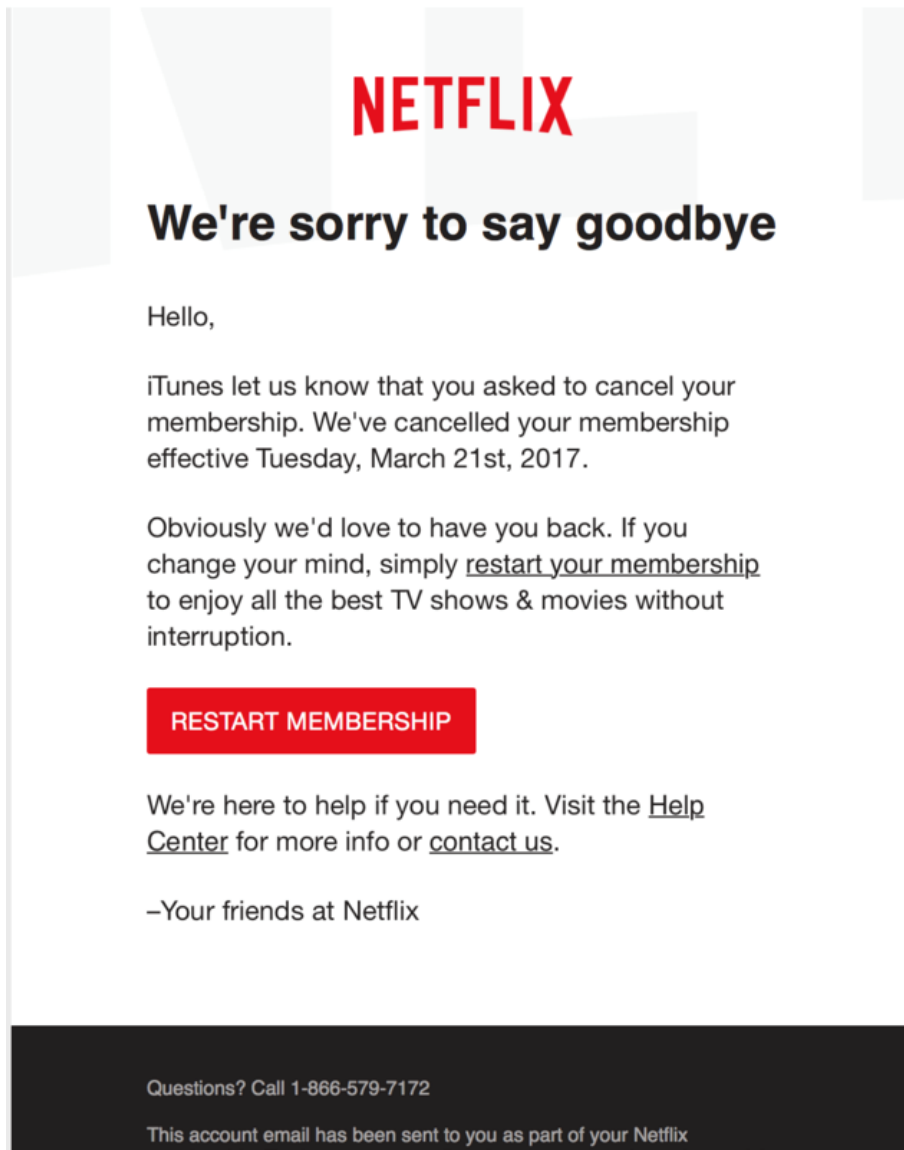 NETFLIX
We're sorry to say goodbye
Hello,
iTunes let us know that you asked to cancel your
membership. We've cancelled your membership
effective Tuesday, March 21st, 2017.
Obviously we'd love to have you back. If you
change your mind, simply restart your membership
to enjoy all the best TV shows & movies without
interruption.
RESTART MEMBERSHIP
We're here to help if you need it. Visit the Help
Center for more info or contact us.
–Your friends at Netflix
Questions? Call 1-866-579-7172
This account email has been sent to you as part of your Netflix